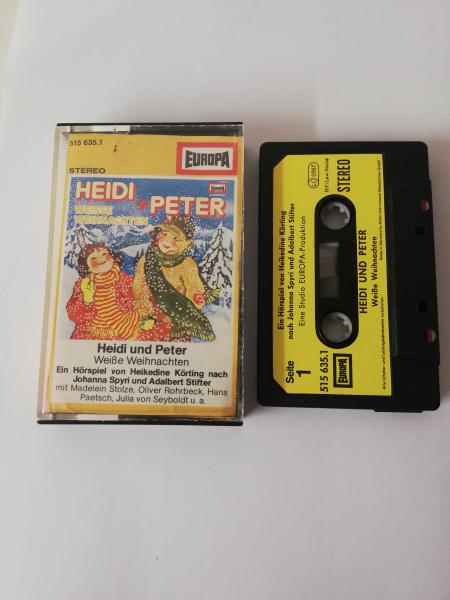 515 635.1
EUROPA
STEREO
HEIDI
+PETER
WEISSE
WEIHNACHTEN
Heidi und Peter
Weiße Weihnachten
Ein Hörspiel von Heikedine Körting nach
Johanna Spyri und Adalbert Stifter
mit Madelein Stolze, Oliver Rohrbeck, Hans
Paetsch, Julia von Seyboldt u. a.
Ein Hörspiel von Heikedine Körting
nach Johanna Spyri und Adalbert Stifter
Eine Studio EUROPA-Produktion
Seite
1
STEREO
HEIDI UND PETER
Weiße Weihnachten
515 635.1
EUROPA